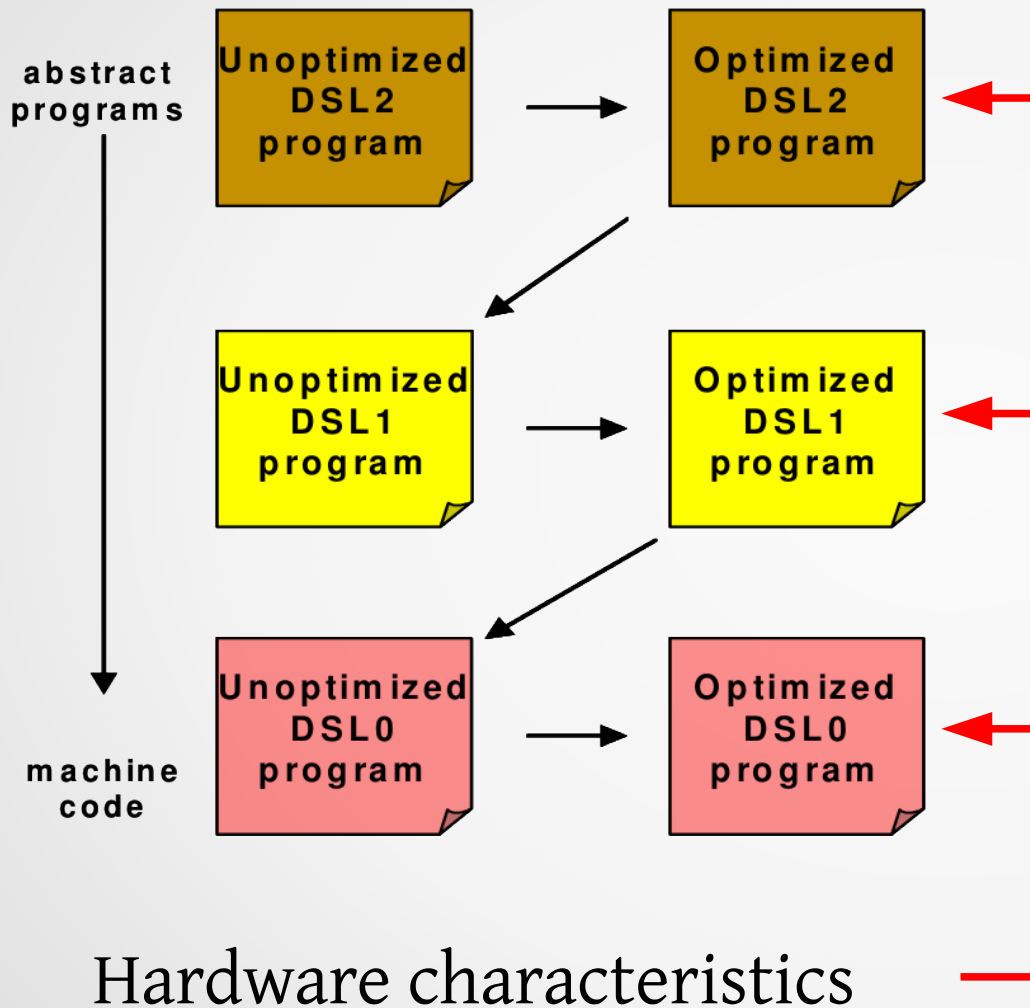 abstract
programs
Unoptimized
DSL2
program
Optimized
DSL2
program
Unoptimized
DSL1
program
Optimized
DSL1
program
Unoptimized
DSL0
program
Optimized
DSL0
program
machine
code
Hardware characteristics